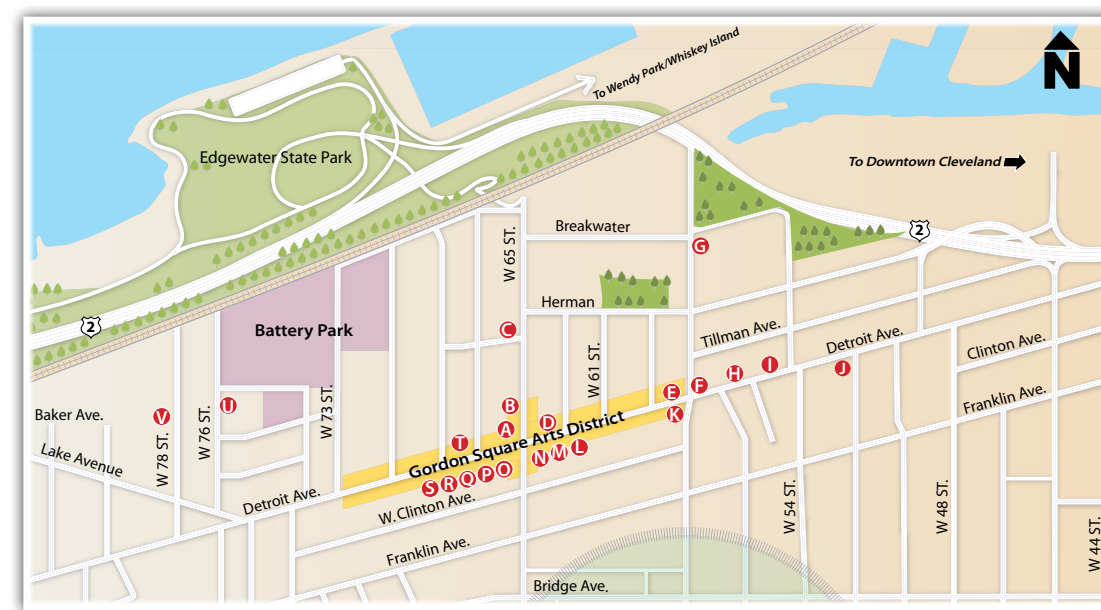 To Wendy Park/Whiskey Island
N
Edgewater State Park
To Downtown Cleveland
2
Breakwater
G
W 65 ST.
Herman
2
Battery Park
C
Tillman Ave.
Detroit Ave.
Clinton Ave.
W 61 ST.
I
H
J
F
E
Franklin Ave.
W 73 ST.
B
U
V
Baker Ave.
K
D
A
T
Gordon Square Arts District
W 76 ST.
W 78 ST.
Lake Avenue
L
M
N
O
P
Q
R
S
Detroit Ave.
W. Clinton Ave.
W 54 ST.
W 48 ST.
W 44 ST.
Franklin Ave.
Bridge Ave.